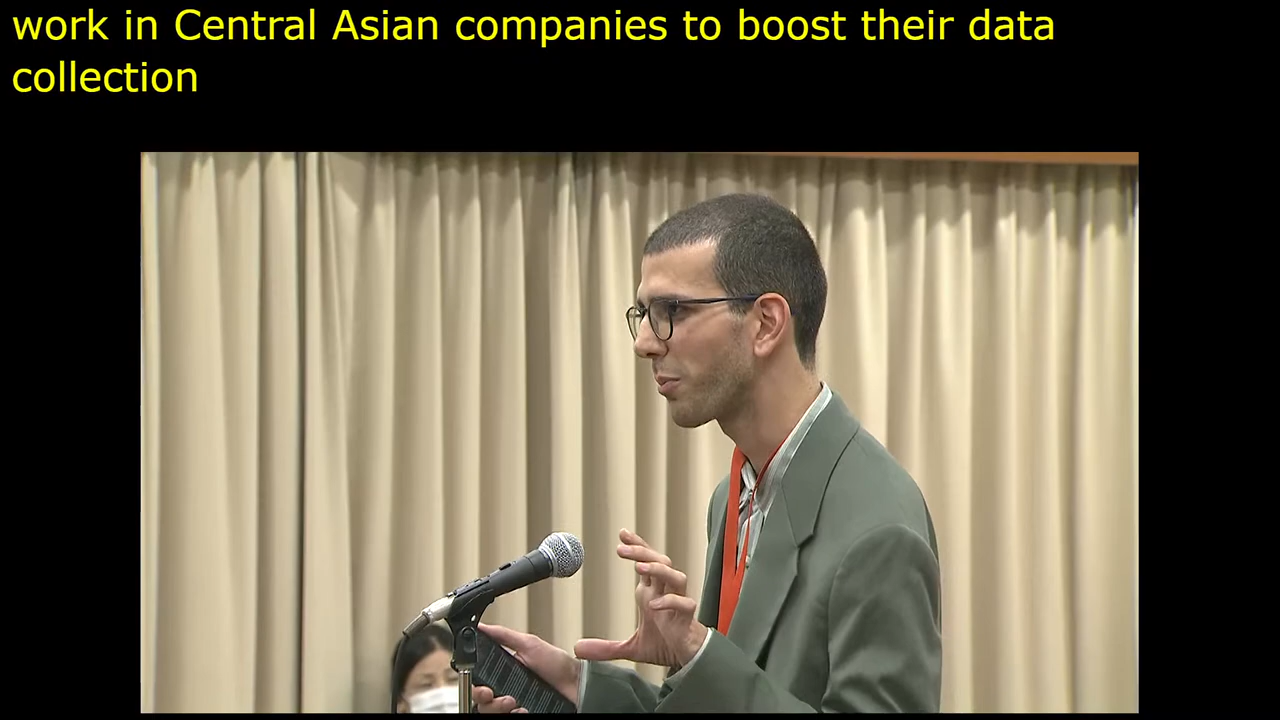 work in Central Asian companies to boost their data
collection